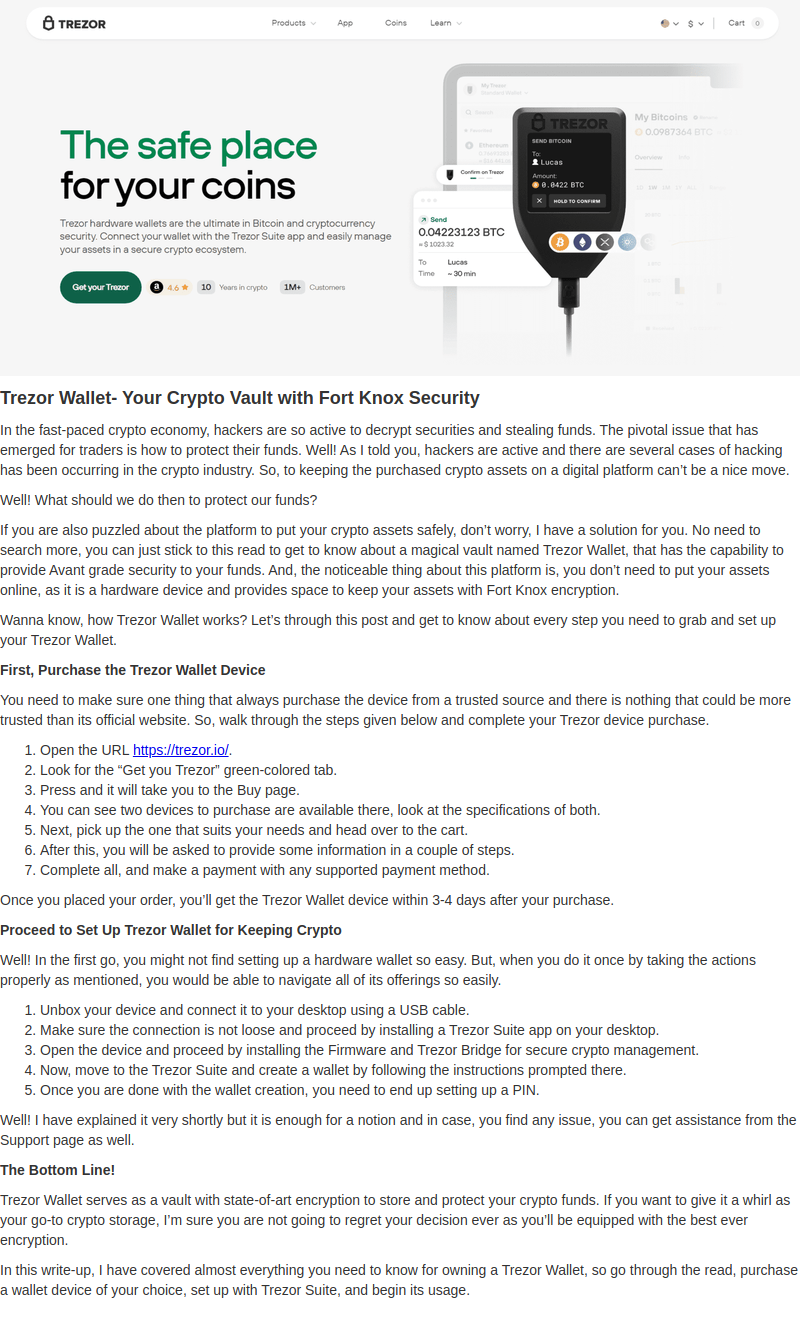 TREZOR
Products App Coins Learn $ Cart 0
The safe place
for your coins
Trezor hardware wallets are the ultimate in Bitcoin and cryptocurrency
security. Connect your wallet with the Trezor Suite app and easily manage
your assets in a secure crypto ecosystem.
Get your Trezor a 4.6 10 Years in crypto 1M+ Customers
My Trezor
Ethereum
Confirm on Trezor
Send
0.04223123 BTC
≈ $ 1023.32
To Lucas
Time ~ 30 min
TREZOR
SEND BITCOIN
To:
Lucas
Amount:
0.0422 BTC
HOLD TO CONFIRM
My Bitcoins
0.0987364 BTC
Overview
Trezor Wallet- Your Crypto Vault with Fort Knox Security
In the fast-paced crypto economy, hackers are so active to decrypt securities and stealing funds. The pivotal issue that has
emerged for traders is how to protect their funds. Well! As I told you, hackers are active and there are several cases of hacking
has been occurring in the crypto industry. So, to keeping the purchased crypto assets on a digital platform can’t be a nice move.
Well! What should we do then to protect our funds?
If you are also puzzled about the platform to put your crypto assets safely, don’t worry, I have a solution for you. No need to
search more, you can just stick to this read to get to know about a magical vault named Trezor Wallet, that has the capability to
provide Avant grade security to your funds. And, the noticeable thing about this platform is, you don’t need to put your assets
online, as it is a hardware device and provides space to keep your assets with Fort Knox encryption.
Wanna know, how Trezor Wallet works? Let’s through this post and get to know about every step you need to grab and set up
your Trezor Wallet.
First, Purchase the Trezor Wallet Device
You need to make sure one thing that always purchase the device from a trusted source and there is nothing that could be more
trusted than its official website. So, walk through the steps given below and complete your Trezor device purchase.
1. Open the URL https://trezor.io/.
2. Look for the “Get you Trezor” green-colored tab.
3. Press and it will take you to the Buy page.
4. You can see two devices to purchase are available there, look at the specifications of both.
5. Next, pick up the one that suits your needs and head over to the cart.
6. After this, you will be asked to provide some information in a couple of steps.
7. Complete all, and make a payment with any supported payment method.
Once you placed your order, you’ll get the Trezor Wallet device within 3-4 days after your purchase.
Proceed to Set Up Trezor Wallet for Keeping Crypto
Well! In the first go, you might not find setting up a hardware wallet so easy. But, when you do it once by taking the actions
properly as mentioned, you would be able to navigate all of its offerings so easily.
1. Unbox your device and connect it to your desktop using a USB cable.
2. Make sure the connection is not loose and proceed by installing a Trezor Suite app on your desktop.
3. Open the device and proceed by installing the Firmware and Trezor Bridge for secure crypto management.
4. Now, move to the Trezor Suite and create a wallet by following the instructions prompted there.
5. Once you are done with the wallet creation, you need to end up setting up a PIN.
Well! I have explained it very shortly but it is enough for a notion and in case, you find any issue, you can get assistance from the
Support page as well.
The Bottom Line!
Trezor Wallet serves as a vault with state-of-art encryption to store and protect your crypto funds. If you want to give it a whirl as
your go-to crypto storage, I’m sure you are not going to regret your decision ever as you’ll be equipped with the best ever
encryption.
In this write-up, I have covered almost everything you need to know for owning a Trezor Wallet, so go through the read, purchase
a wallet device of your choice, set up with Trezor Suite, and begin its usage.